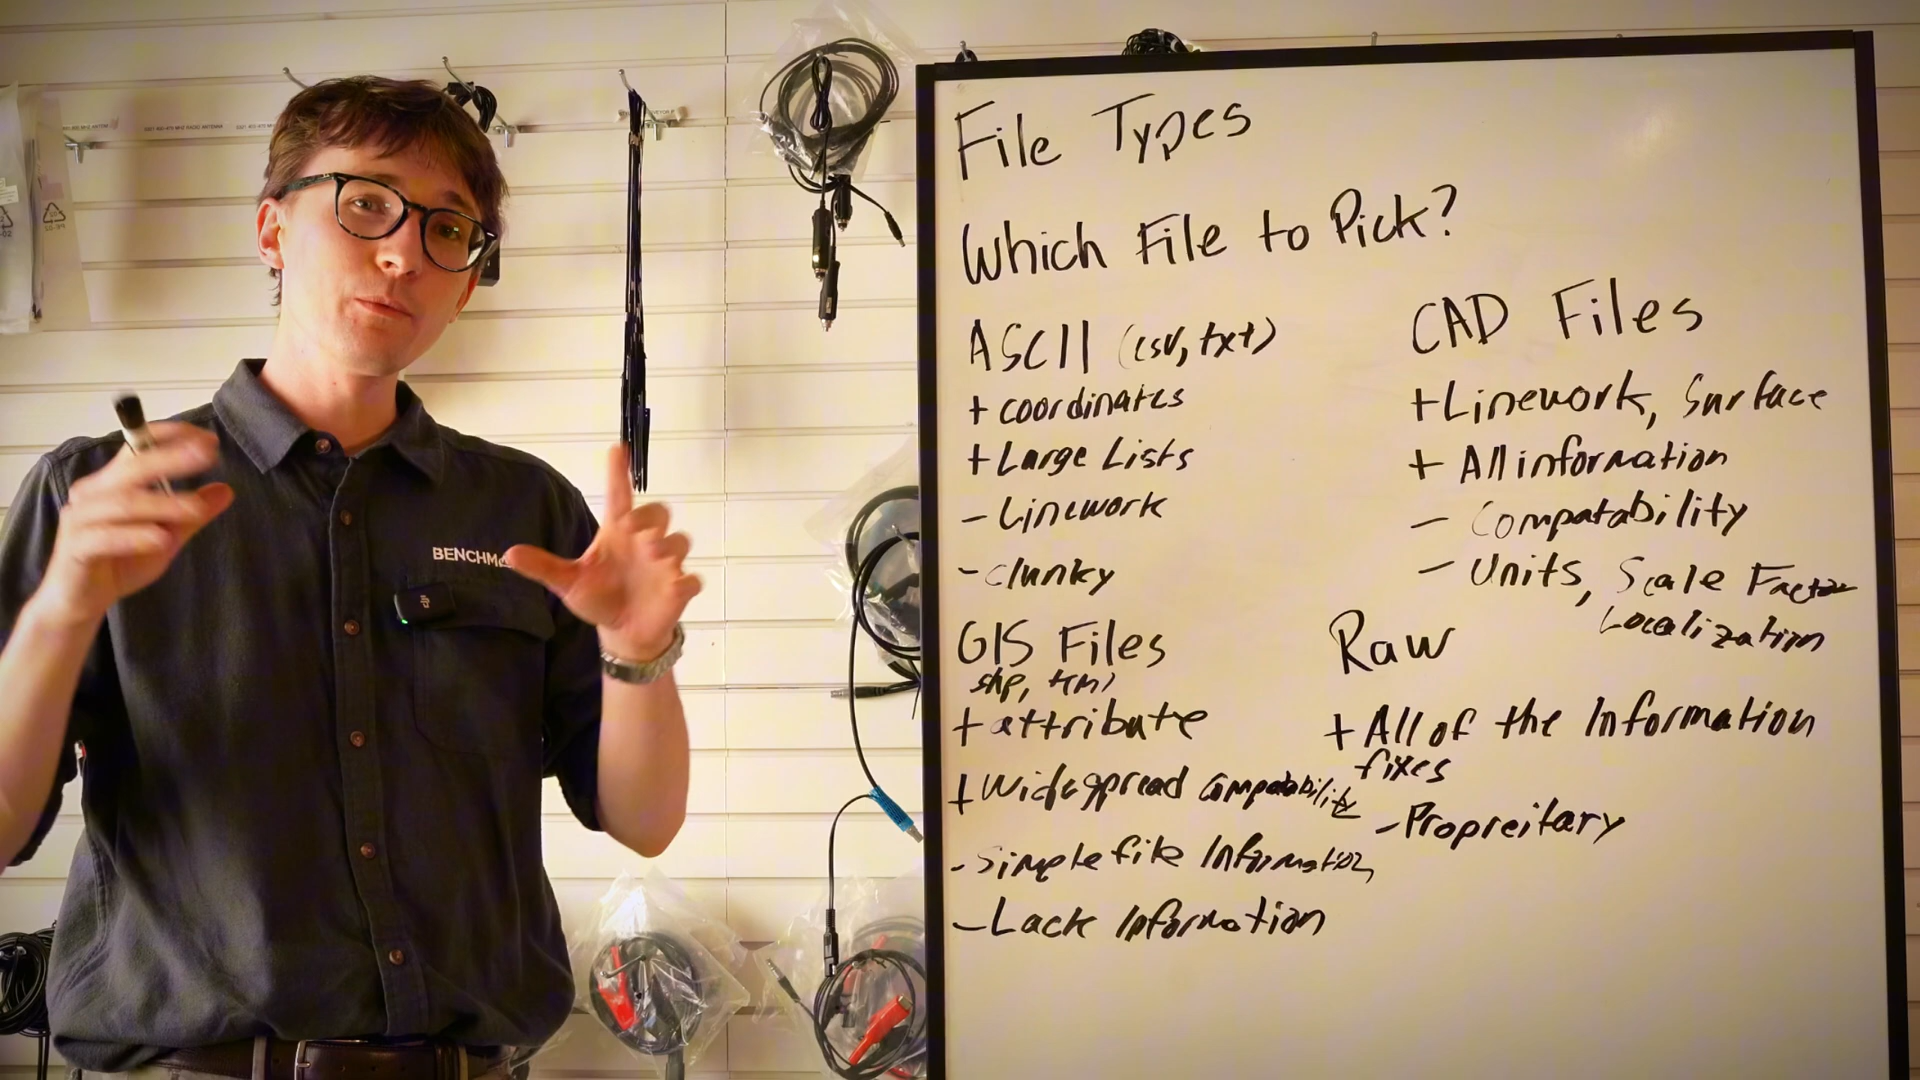 File Types
Which File to Pick?
ASCII (csv, txt)
+ coordinates
+ Large Lists
- Linework
- clunky
GIS Files
shp,
+ attribute
+ Widespread Compatability
- Simple file Information
- Lack Information
CAD Files
+ Linework, Surface
+ All information
- Compatability
- Units, Scale Factor
Localization
Raw
+ All of the Information
fixes
- Propreitary
BENCHM